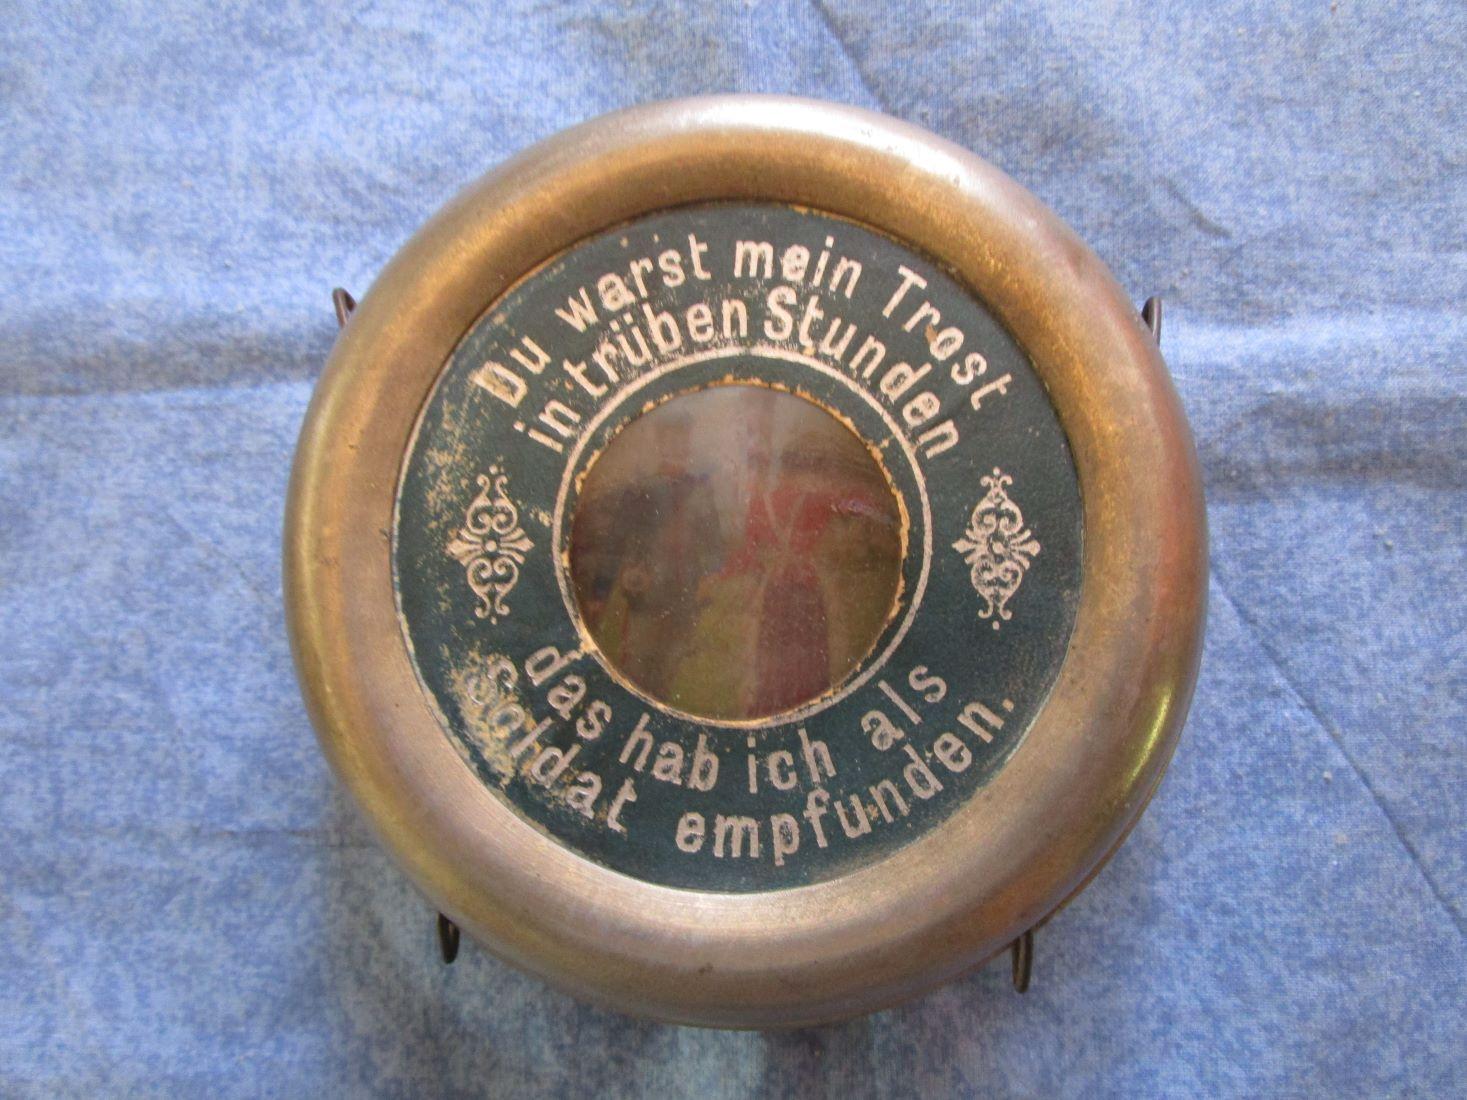 Du warst mein Trost
in trüben Stunden
das hab ich als
Soldat empfunden.